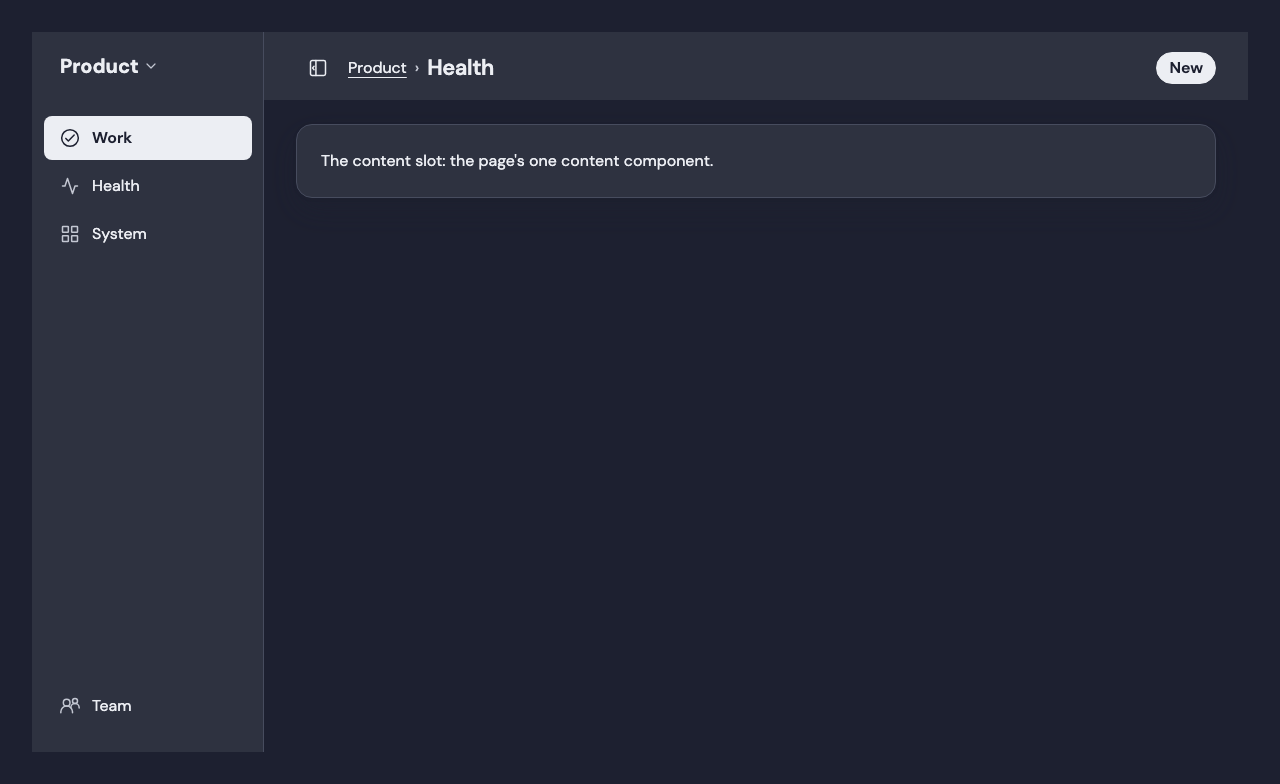 Product
Work
Health
System
Team
Product › Health
New
The content slot: the page's one content component.